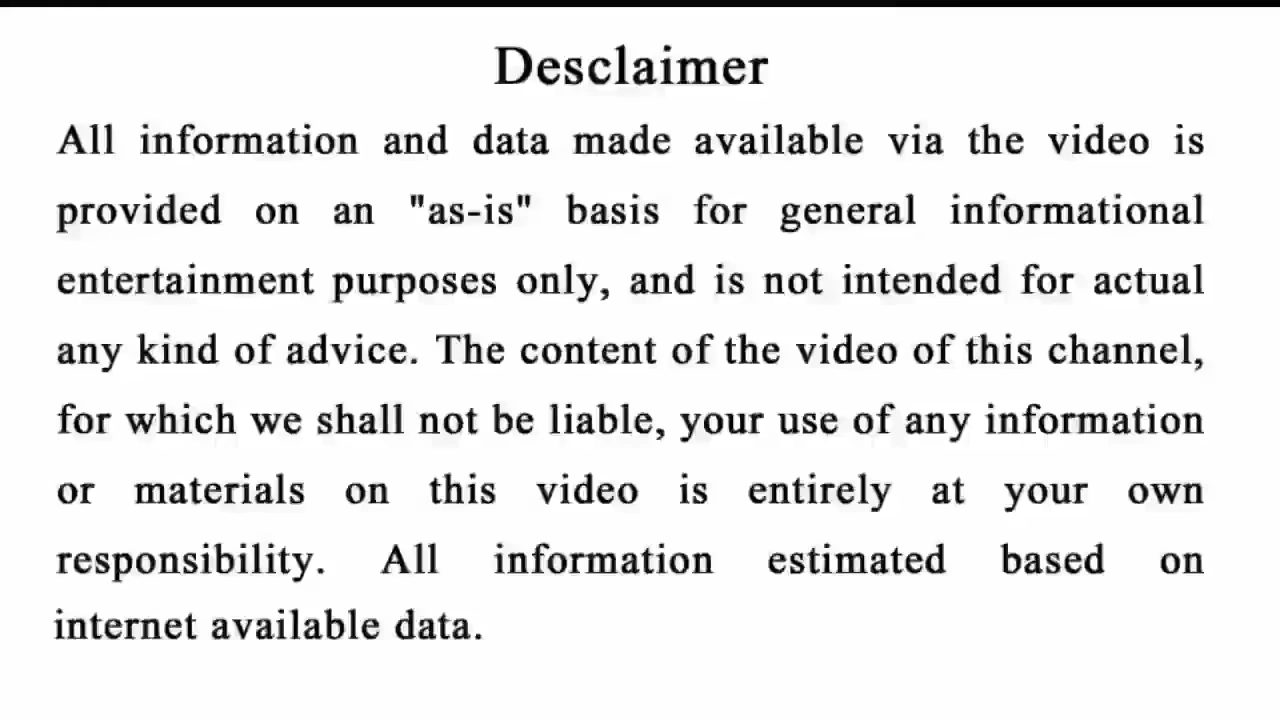 Desclaimer
All information and data made available via the video is
provided on an "as-is" basis for general informational
entertainment purposes only, and is not intended for actual
any kind of advice. The content of the video of this channel,
for which we shall not be liable, your use of any information
or materials on this video is entirely at your own
responsibility. All information estimated based on
internet available data.